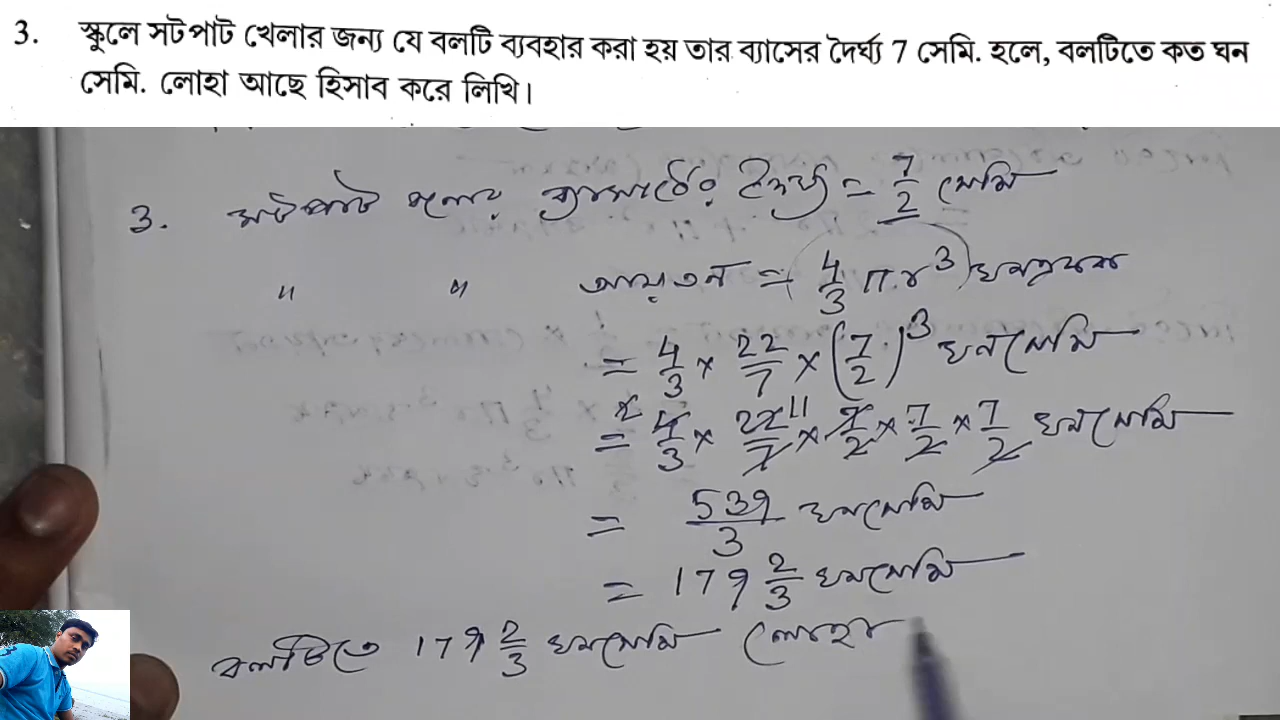 3. স্কুলে সটপাট খেলার জন্য যে বলটি ব্যবহার করা হয় তার ব্যাসের দৈর্ঘ্য 7 সেমি. হলে, বলটিতে কত ঘন
সেমি. লোহা আছে হিসাব করে লিখি।
3. সটপাট বলের ব্যাসার্ধের দৈর্ঘ্য = 7/2 সেমি
" " আয়তন = (4/3 π r³) ঘনএকক
= 4/3 × 22/7 × (7/2)³ ঘনসেমি
= 4/3 × 22/7 × 7/2 × 7/2 × 7/2 ঘনসেমি
= 539/3 ঘনসেমি
= 179 2/3 ঘনসেমি
বলটিতে 179 2/3 ঘনসেমি লোহা